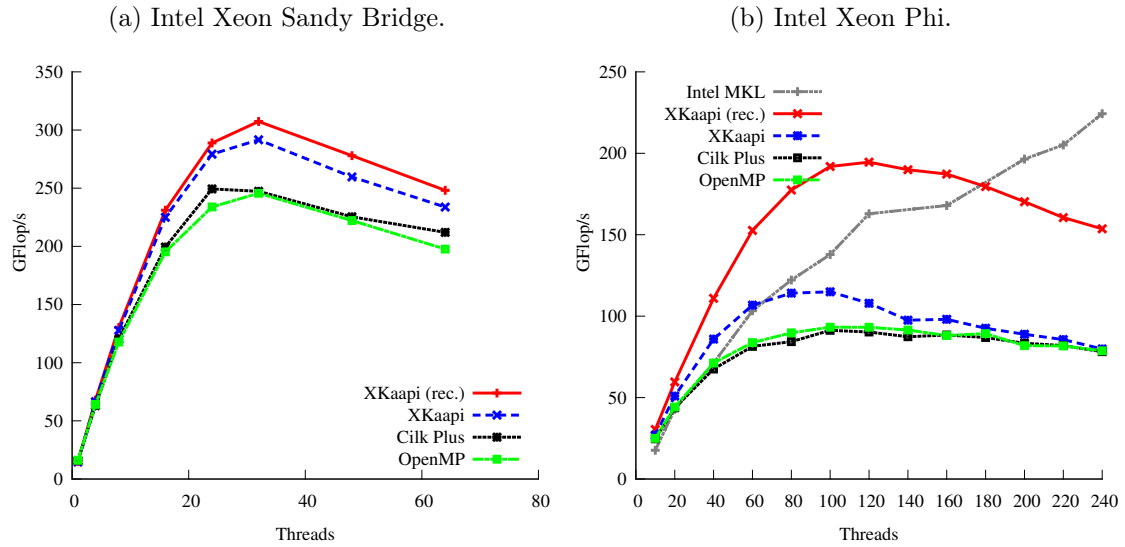 (a) Intel Xeon Sandy Bridge.
350
300
250
200
150
100
50
0
GFlop/s
0 20 40 60 80
Threads
XKaapi (rec.)
XKaapi
Cilk Plus
OpenMP
(b) Intel Xeon Phi.
250
200
150
100
50
0
GFlop/s
0 20 40 60 80 100 120 140 160 180 200 220 240
Threads
Intel MKL
XKaapi (rec.)
XKaapi
Cilk Plus
OpenMP